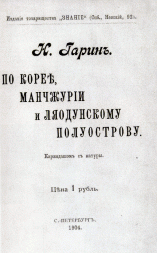 Изданіе товарищества „ЗНАНІЕ“ (Спб., Невскій, 92).
Н. Гаринъ.
ПО КОРЕѢ,
МАНЧЖУРІИ
И ЛЯОДУНСКОМУ
ПОЛУОСТРОВУ.
Карандашомъ съ натуры.
Цѣна 1 рубль.
С.-ПЕТЕРБУРГЪ.
1904.